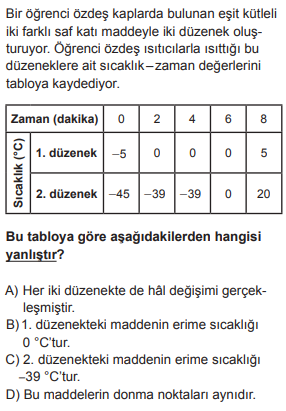 Bir öğrenci özdeş kaplarda bulunan eşit kütleli
iki farklı saf katı maddeyle iki düzenek oluş-
turuyor. Öğrenci özdeş ısıtıcılarla ısıttığı bu
düzeneklere ait sıcaklık–zaman değerlerini
tabloya kaydediyor.
Zaman (dakika) 0 2 4 6 8
Sıcaklık (°C)
1. düzenek –5 0 0 0 5
2. düzenek –45 –39 –39 0 20
Bu tabloya göre aşağıdakilerden hangisi
yanlıştır?
A) Her iki düzenekte de hâl değişimi gerçek-
leşmiştir.
B) 1. düzenekteki maddenin erime sıcaklığı
0 °C'tur.
C) 2. düzenekteki maddenin erime sıcaklığı
–39 °C'tur.
D) Bu maddelerin donma noktaları aynıdır.